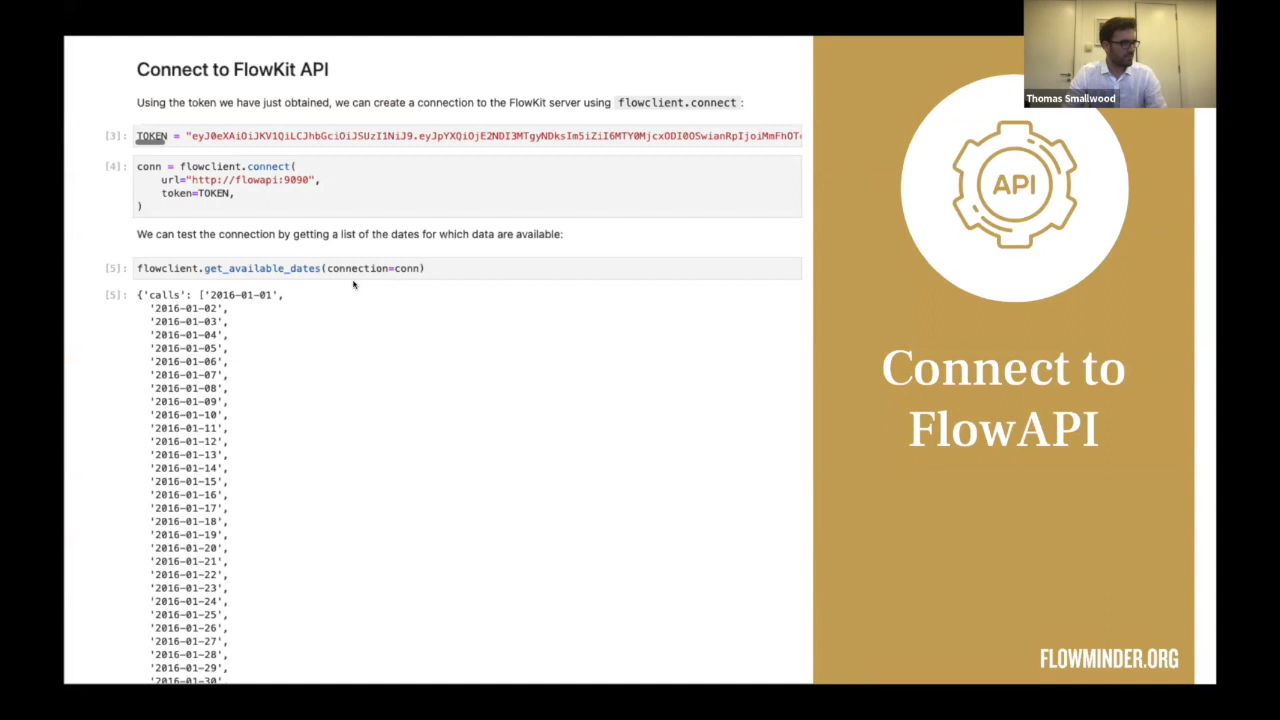 Connect to FlowKit API
Using the token we have just obtained, we can create a connection to the FlowKit server using flowclient.connect:
[3]: TOKEN = "eyJ0eXAiOiJKV1QiLCJhbGciOiJSUzI1NiJ9.eyJpYXQiOjE2NDI3MTgyNDksIm5iZiI6MTY0MjcxODI0OSwianRpIjoiMmFhOT
[4]: conn = flowclient.connect(
url="http://flowapi:9090",
token=TOKEN,
)
We can test the connection by getting a list of the dates for which data are available:
[5]: flowclient.get_available_dates(connection=conn)
[5]: {'calls': ['2016-01-01',
'2016-01-02',
'2016-01-03',
'2016-01-04',
'2016-01-05',
'2016-01-06',
'2016-01-07',
'2016-01-08',
'2016-01-09',
'2016-01-10',
'2016-01-11',
'2016-01-12',
'2016-01-13',
'2016-01-14',
'2016-01-15',
'2016-01-16',
'2016-01-17',
'2016-01-18',
'2016-01-19',
'2016-01-20',
'2016-01-21',
'2016-01-22',
'2016-01-23',
'2016-01-24',
'2016-01-25',
'2016-01-26',
'2016-01-27',
'2016-01-28',
'2016-01-29',
'2016-01-30',
Thomas Smallwood
API
Connect to
FlowAPI
FLOWMINDER.ORG